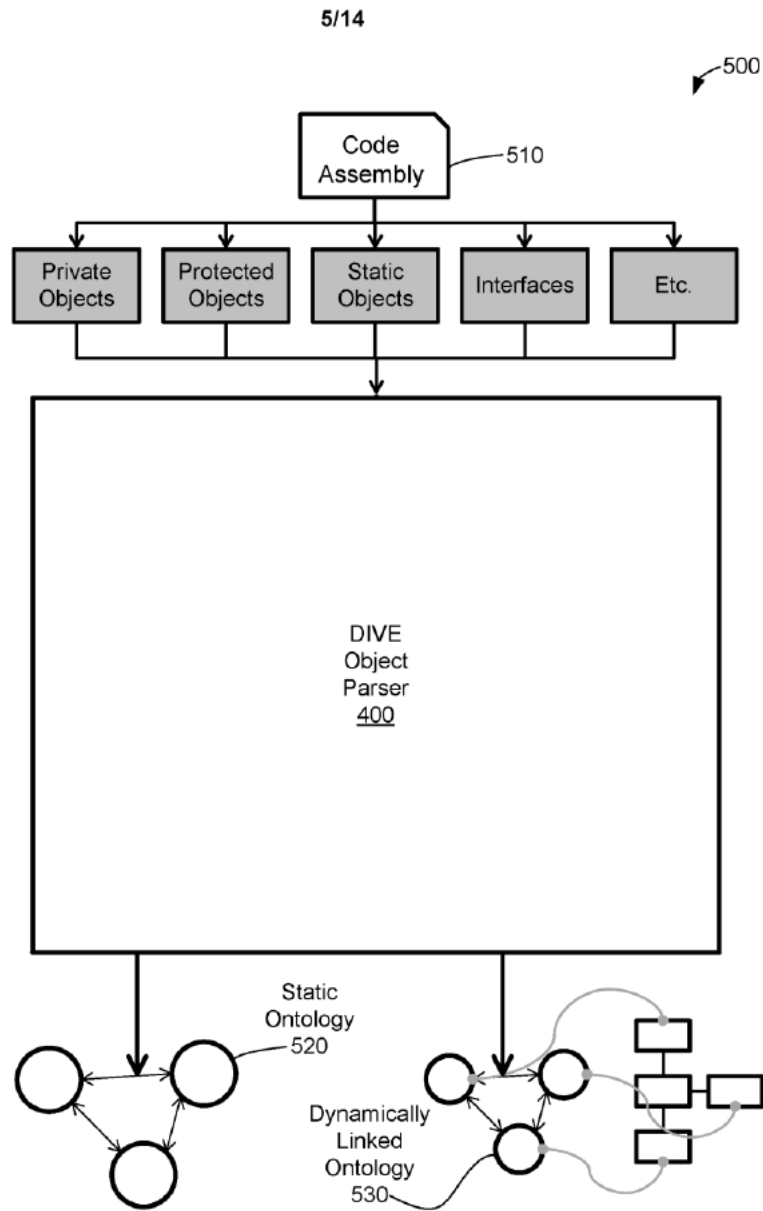 5/14
500
Code
Assembly
510
Private
Objects
Protected
Objects
Static
Objects
Interfaces
Etc.
DIVE
Object
Parser
400
Static
Ontology
520
Dynamically
Linked
Ontology
530